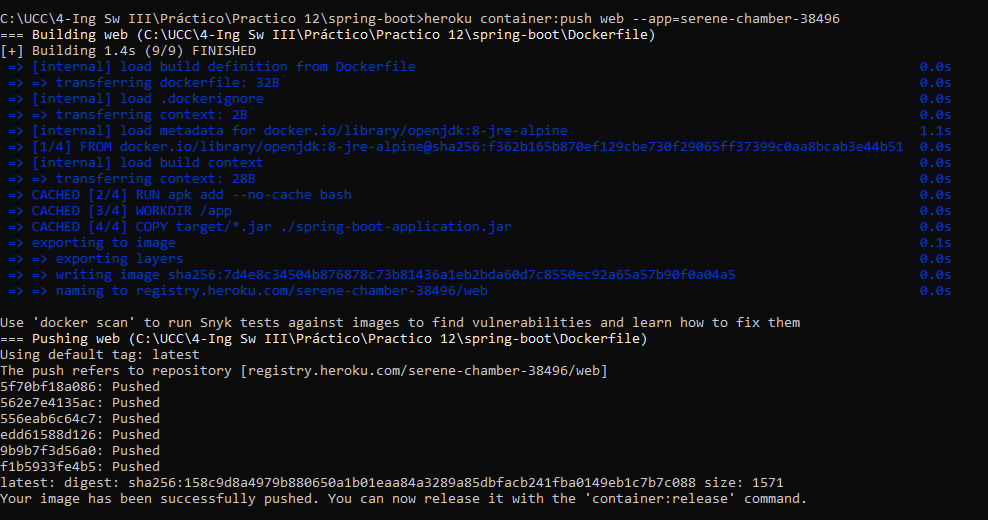 C:\UCC\4-Ing Sw III\Práctico\Practico 12\spring-boot>heroku container:push web --app=serene-chamber-38496
=== Building web (C:\UCC\4-Ing Sw III\Práctico\Practico 12\spring-boot\Dockerfile)
[+] Building 1.4s (9/9) FINISHED
=> [internal] load build definition from Dockerfile 0.0s
=> => transferring dockerfile: 32B 0.0s
=> [internal] load .dockerignore 0.0s
=> => transferring context: 2B 0.0s
=> [internal] load metadata for docker.io/library/openjdk:8-jre-alpine 1.1s
=> [1/4] FROM docker.io/library/openjdk:8-jre-alpine@sha256:f362b165b870ef129cbe730f29065ff37399c0aa8bcab3e44b51 0.0s
=> [internal] load build context 0.0s
=> => transferring context: 28B 0.0s
=> CACHED [2/4] RUN apk add --no-cache bash 0.0s
=> CACHED [3/4] WORKDIR /app 0.0s
=> CACHED [4/4] COPY target/*.jar ./spring-boot-application.jar 0.0s
=> exporting to image 0.1s
=> => exporting layers 0.0s
=> => writing image sha256:7d4e8c34504b876878c73b81436a1eb2bda60d7c8550ec92a65a57b90f0a04a5 0.0s
=> => naming to registry.heroku.com/serene-chamber-38496/web 0.0s
Use 'docker scan' to run Snyk tests against images to find vulnerabilities and learn how to fix them
=== Pushing web (C:\UCC\4-Ing Sw III\Práctico\Practico 12\spring-boot\Dockerfile)
Using default tag: latest
The push refers to repository [registry.heroku.com/serene-chamber-38496/web]
5f70bf18a086: Pushed
562e7e4135ac: Pushed
556eab6c64c7: Pushed
edd61588d126: Pushed
9b9b7f3d56a0: Pushed
f1b5933fe4b5: Pushed
latest: digest: sha256:158c9d8a4979b880650a1b01eaa84a3289a85dbfacb241fba0149eb1c7b7c088 size: 1571
Your image has been successfully pushed. You can now release it with the 'container:release' command.